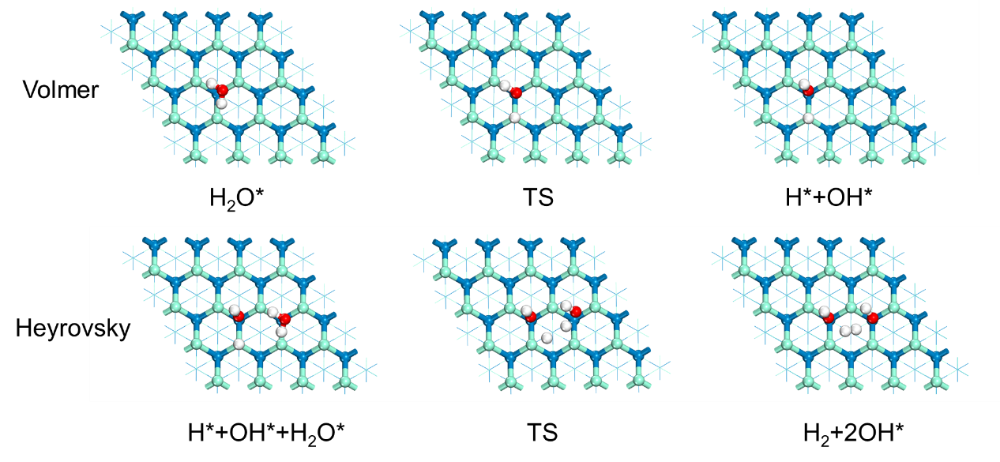 Volmer
H₂O*
TS
H*+OH*
Heyrovsky
H*+OH*+H₂O*
TS
H₂+2OH*